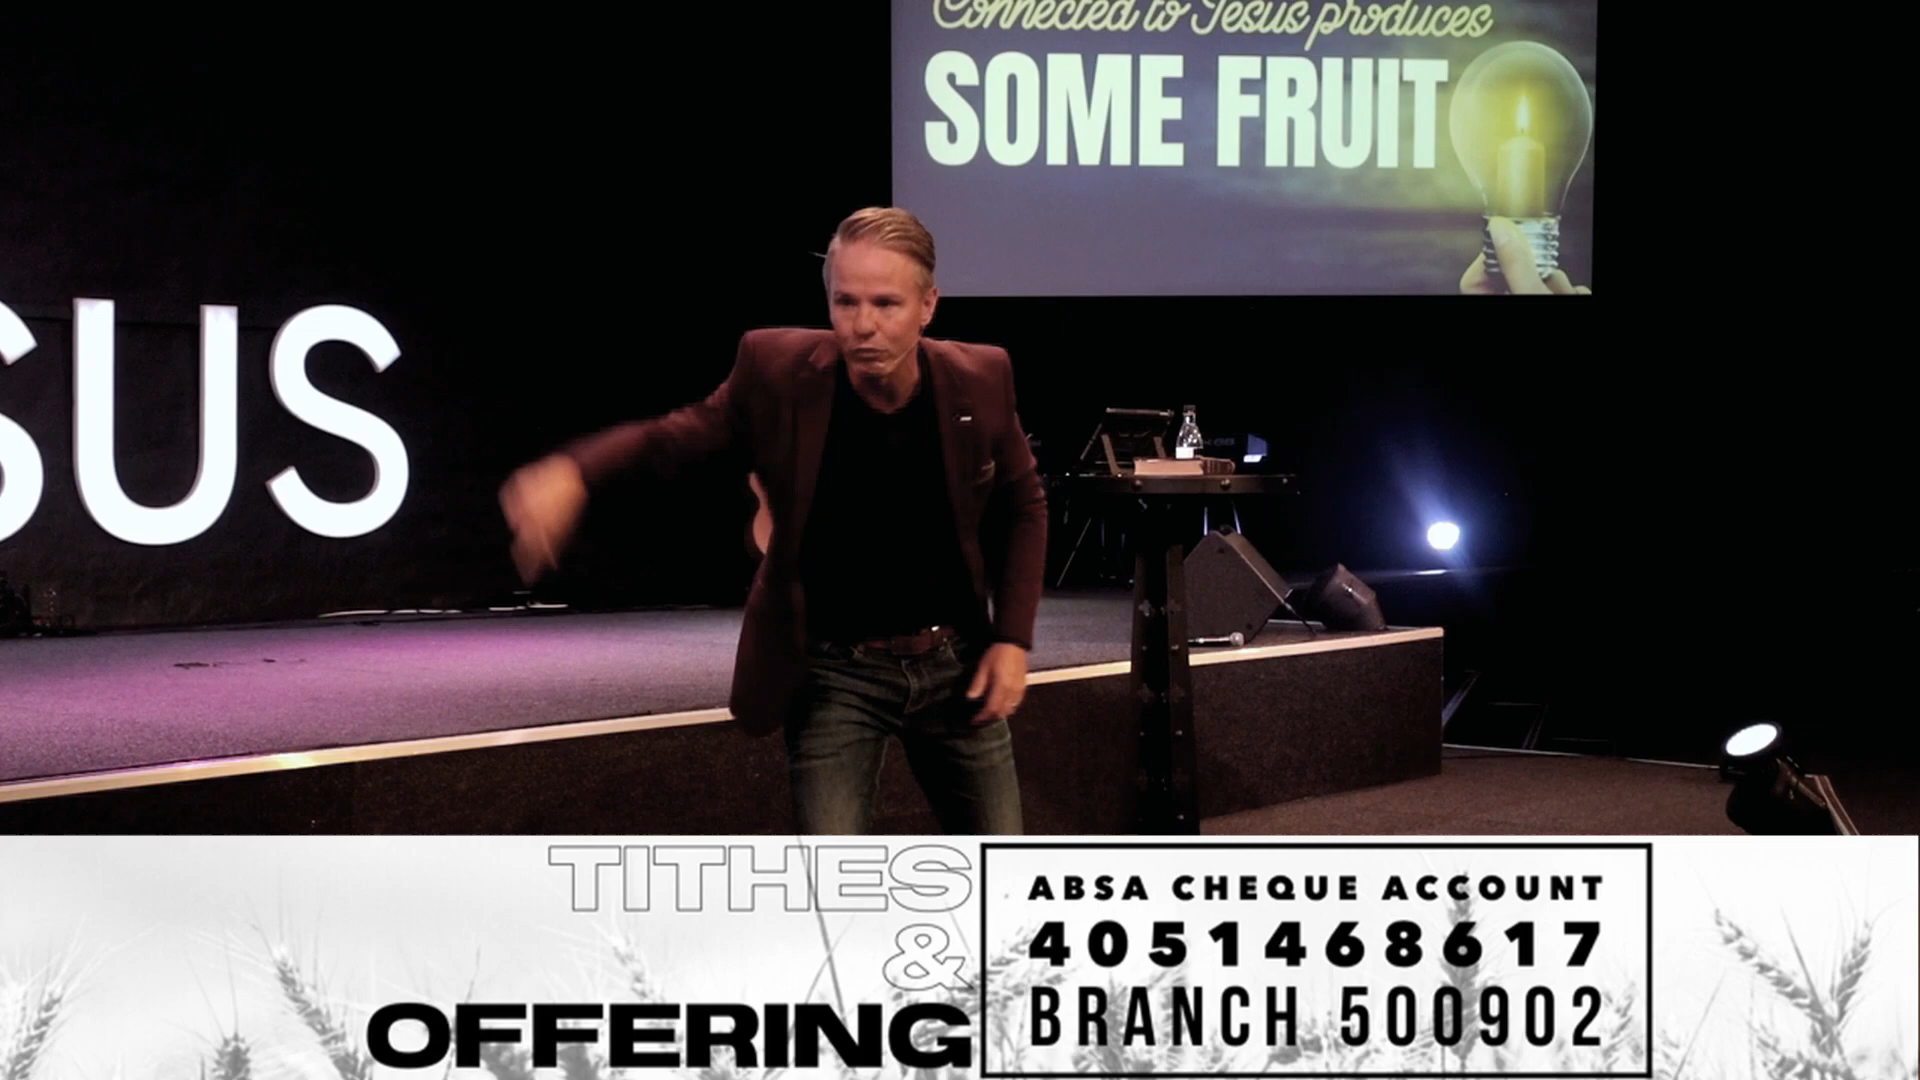 Connected to Jesus produces
SOME FRUIT
SUS
TITHES
&
OFFERING
ABSA CHEQUE ACCOUNT
4051468617
BRANCH 500902